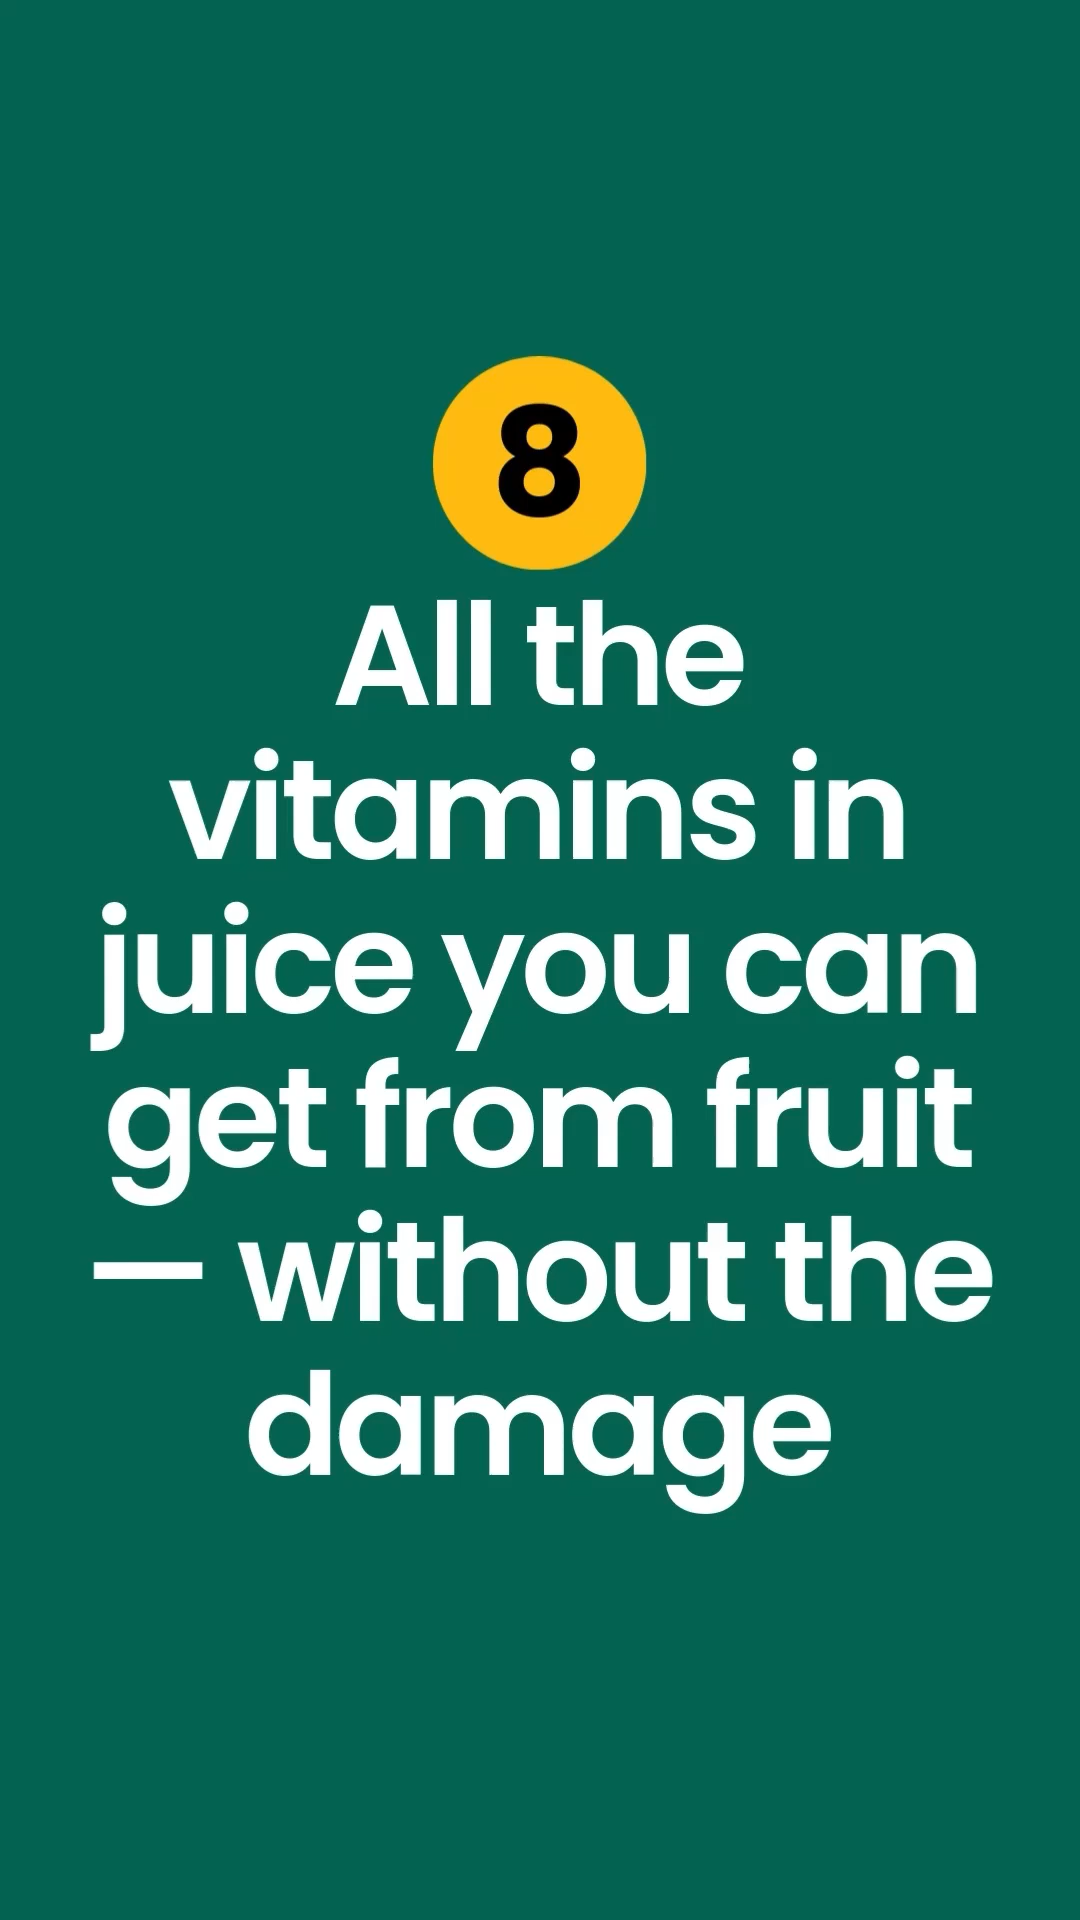 8
All the
vitamins in
juice you can
get from fruit
— without the
damage